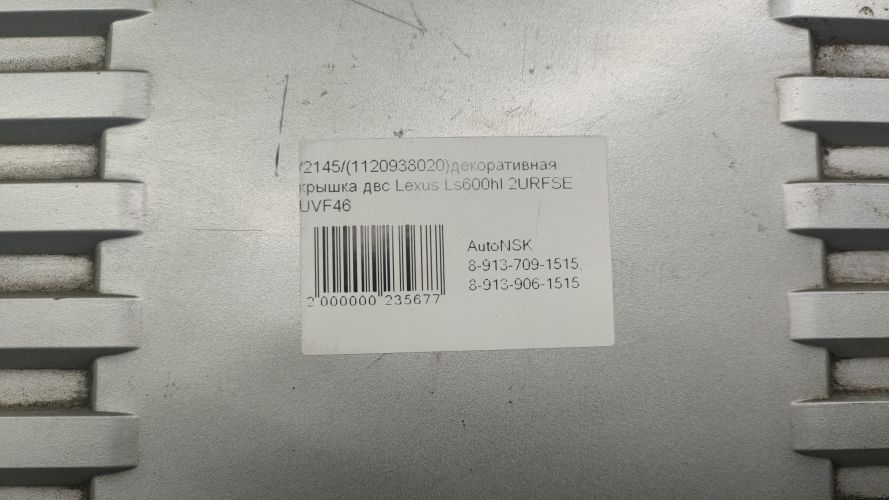 /2145/(1120938020)декоративная
крышка двс Lexus Ls600hl 2URFSE
UVF46
AutoNSK
8-913-709-1515,
8-913-906-1515
2 000000 235677